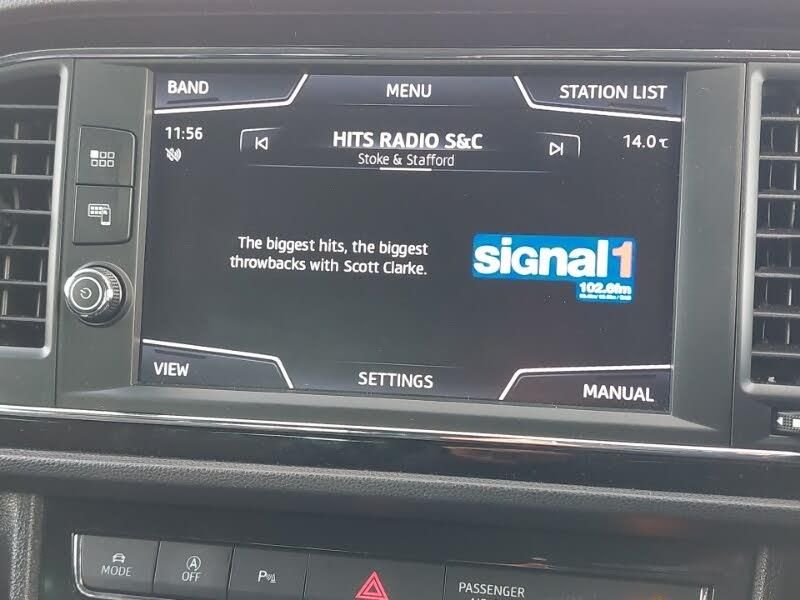 BAND
MENU
STATION LIST
11:56
HITS RADIO S&C
14.0℃
Stoke & Stafford
The biggest hits, the biggest
throwbacks with Scott Clarke.
signal1
102.6fm
VIEW
SETTINGS
MANUAL
MODE
A
OFF
P
PASSENGER